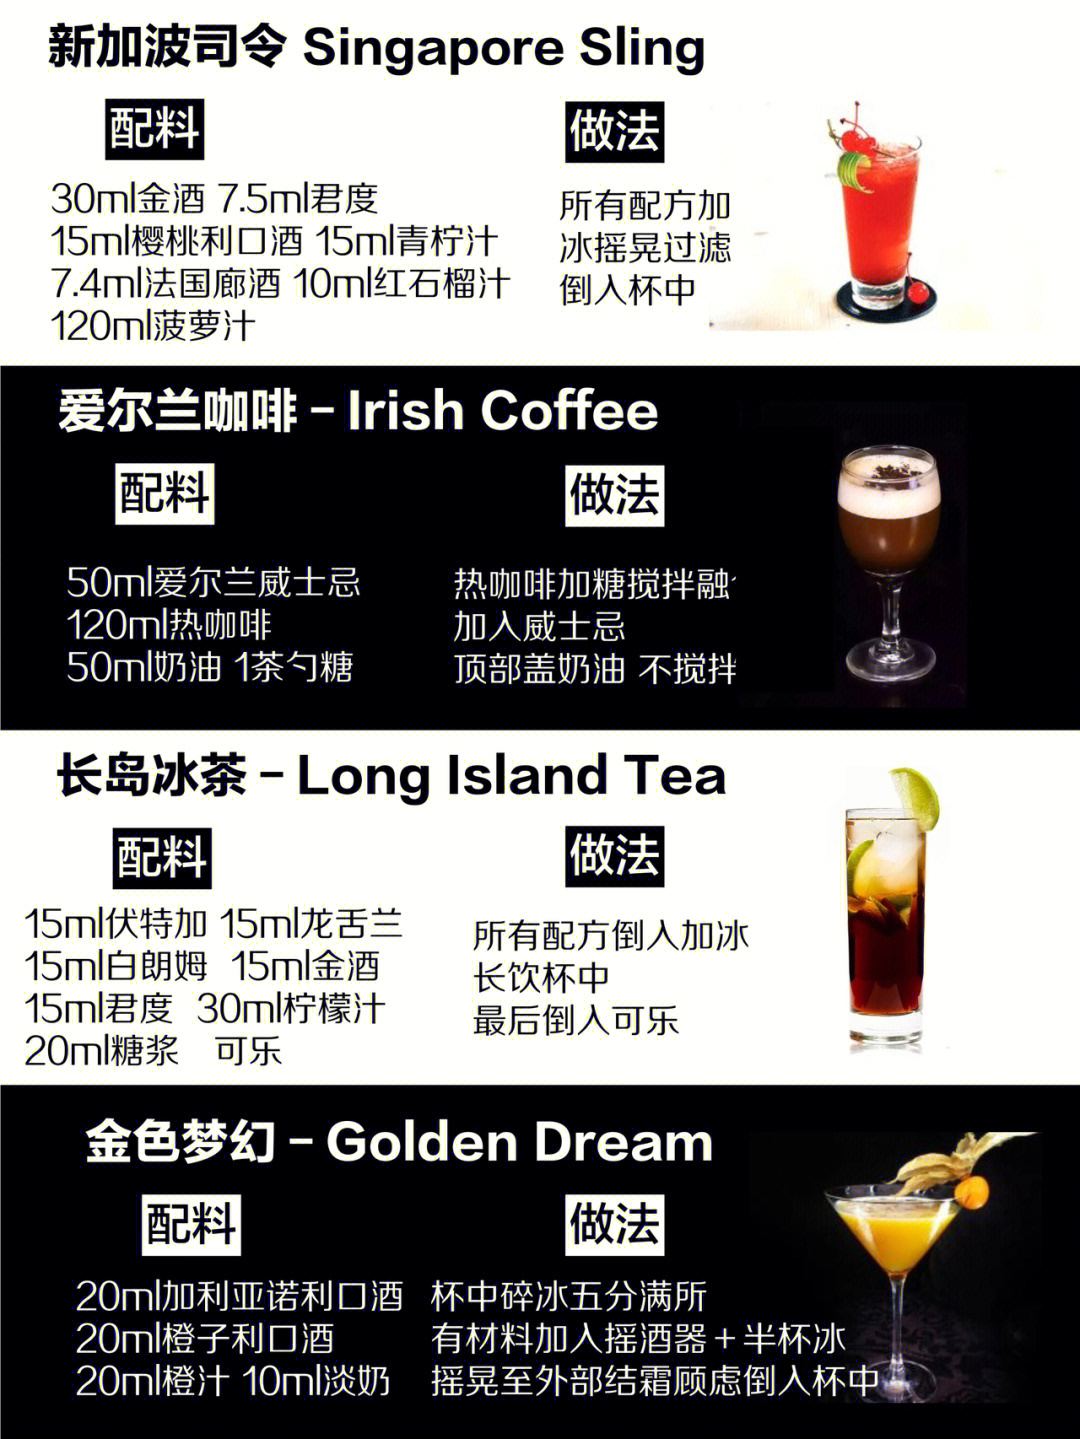 新加波司令 Singapore Sling
配料
做法
30ml金酒 7.5ml君度
15ml樱桃利口酒 15ml青柠汁
7.4ml法国廊酒 10ml红石榴汁
120ml菠萝汁
所有配方加
冰摇晃过滤
倒入杯中
爱尔兰咖啡 – Irish Coffee
配料
做法
50ml爱尔兰威士忌
120ml热咖啡
50ml奶油 1茶勺糖
热咖啡加糖搅拌融
加入威士忌
顶部盖奶油 不搅拌
长岛冰茶 – Long Island Tea
配料
做法
15ml伏特加 15ml龙舌兰
15ml白朗姆 15ml金酒
15ml君度 30ml柠檬汁
20ml糖浆 可乐
所有配方倒入加冰
长饮杯中
最后倒入可乐
金色梦幻 – Golden Dream
配料
做法
20ml加利亚诺利口酒
20ml橙子利口酒
20ml橙汁 10ml淡奶
杯中碎冰五分满所
有材料加入摇酒器＋半杯冰
摇晃至外部结霜顾虑倒入杯中